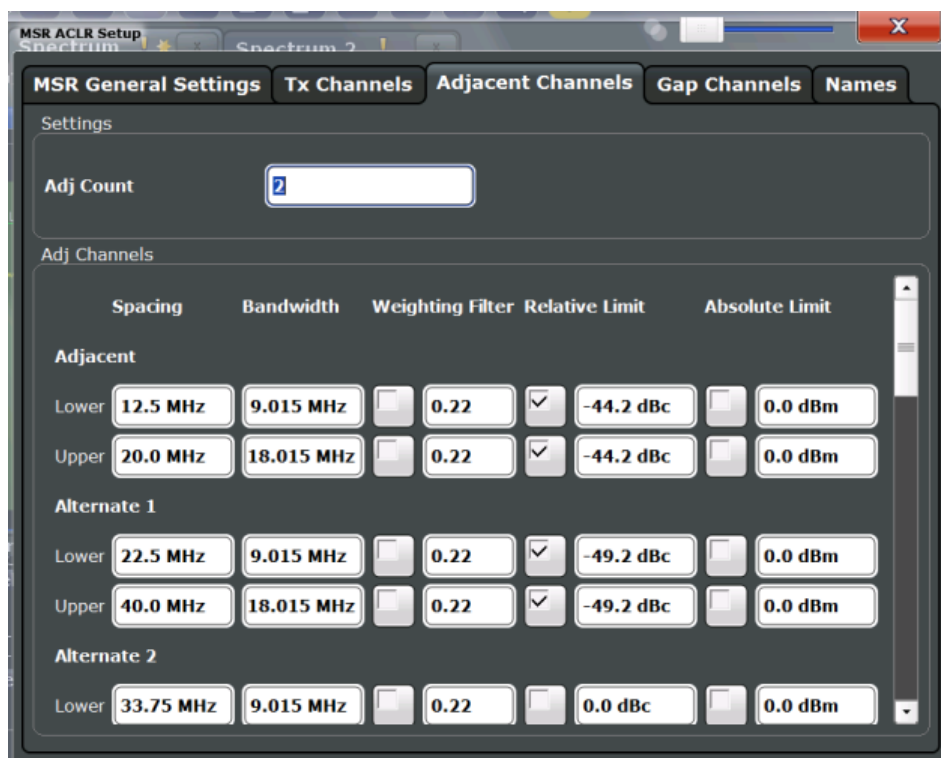 MSR ACLR Setup
Spectrum Spectrum 2
MSR General Settings Tx Channels Adjacent Channels Gap Channels Names
Settings
Adj Count 2
Adj Channels
Spacing Bandwidth Weighting Filter Relative Limit Absolute Limit
Adjacent
Lower 12.5 MHz 9.015 MHz 0.22 -44.2 dBc 0.0 dBm
Upper 20.0 MHz 18.015 MHz 0.22 -44.2 dBc 0.0 dBm
Alternate 1
Lower 22.5 MHz 9.015 MHz 0.22 -49.2 dBc 0.0 dBm
Upper 40.0 MHz 18.015 MHz 0.22 -49.2 dBc 0.0 dBm
Alternate 2
Lower 33.75 MHz 9.015 MHz 0.22 0.0 dBc 0.0 dBm